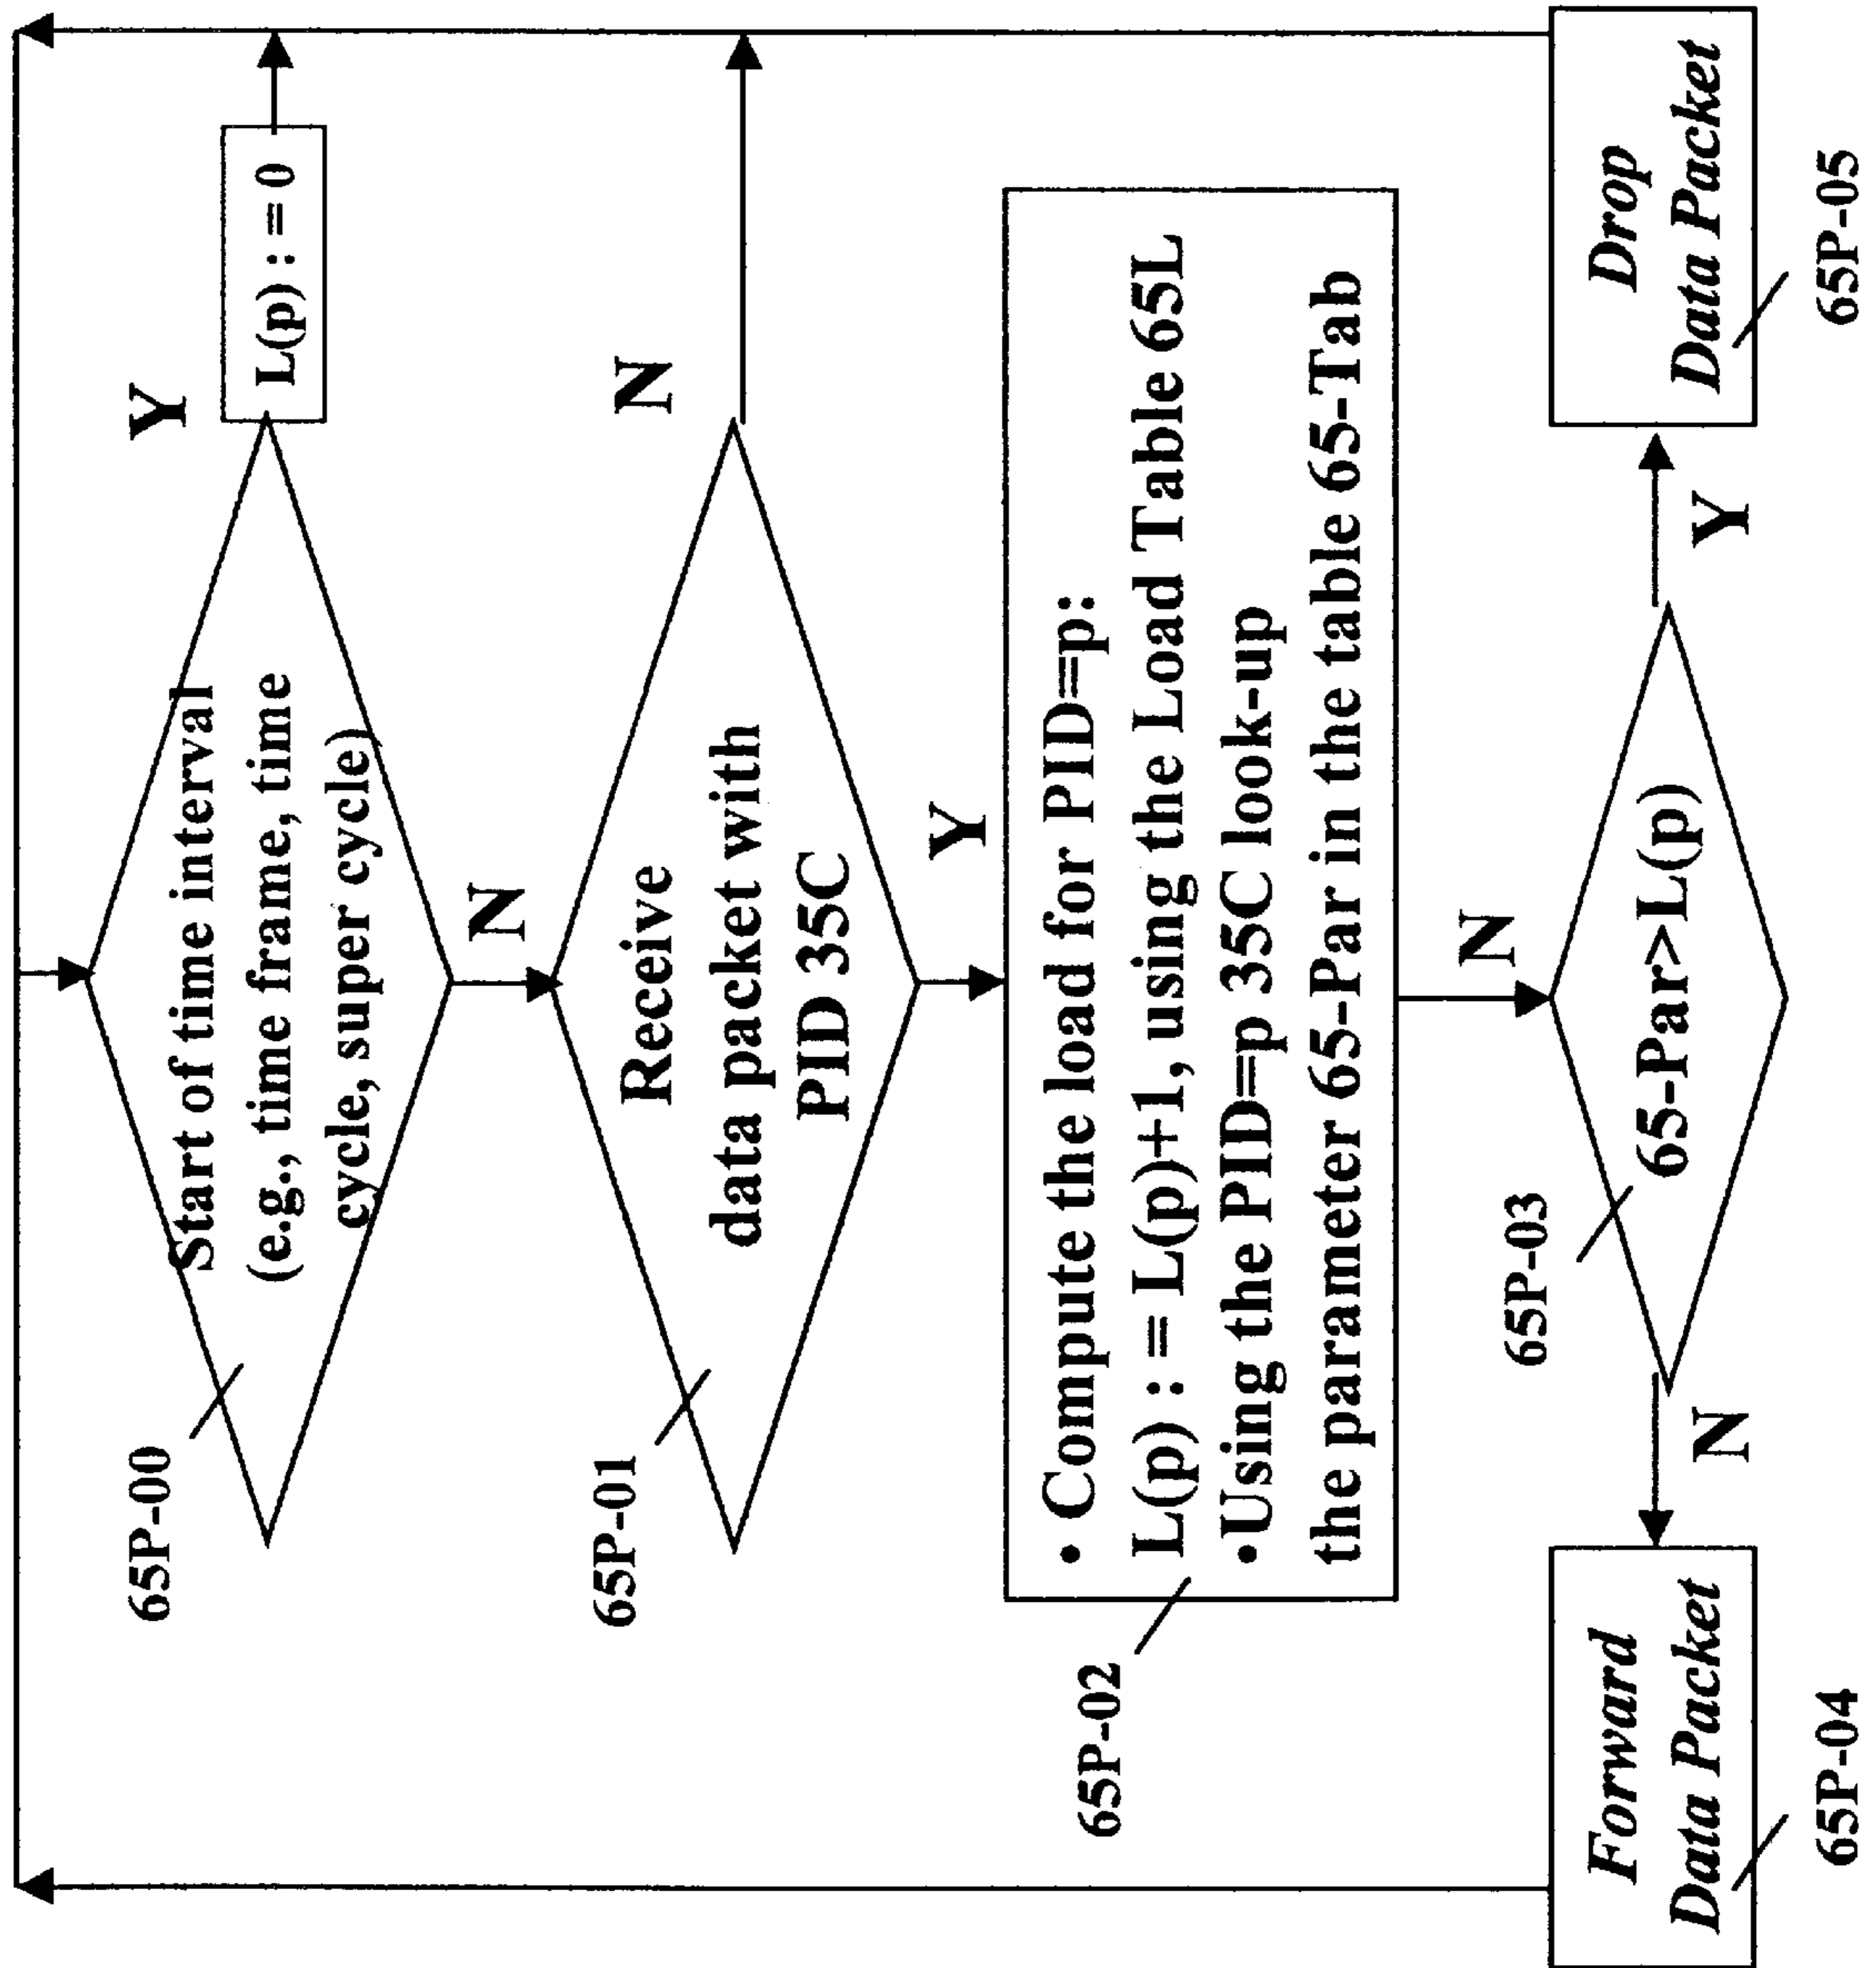 65P-00
Start of time interval
(e.g., time frame, time
cycle, super cycle)
Y
L(p) : = 0
N
65P-01
Receive
data packet with
PID 35C
N
Y
65P-02
• Compute the load for PID=p:
L(p) : = L(p)+1, using the Load Table 65L
•Using the PID=p 35C look-up
the parameter 65-Par in the table 65-Tab
N
65P-03
65-Par>L(p)
N
Y
Forward
Data Packet
65P-04
Drop
Data Packet
65P-05